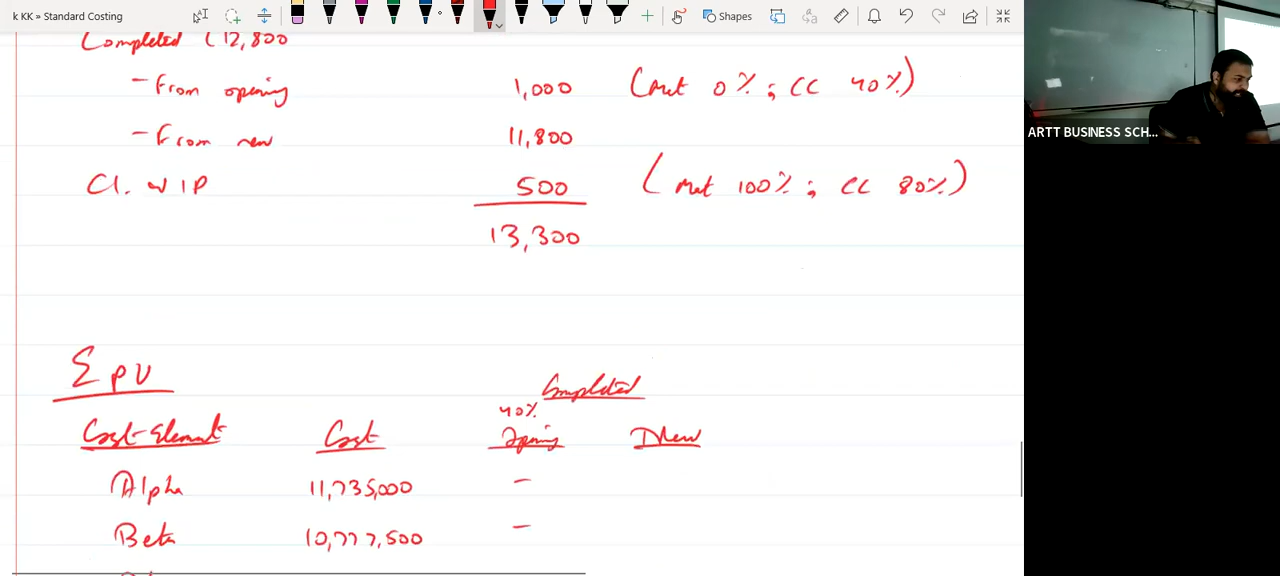 k KK » Standard Costing
Shapes
Completed (12,800
- From opening 1,000 (mat 0% ; CC 40%)
- From new 11,800
Cl. WIP 500 (mat 100% ; CC 80%)
13,300
EPU
Completed
40%
Cost Element Cost Opening New
Alpha 11,735,000 -
Beta 10,777,500 -
ARTT BUSINESS SCH...